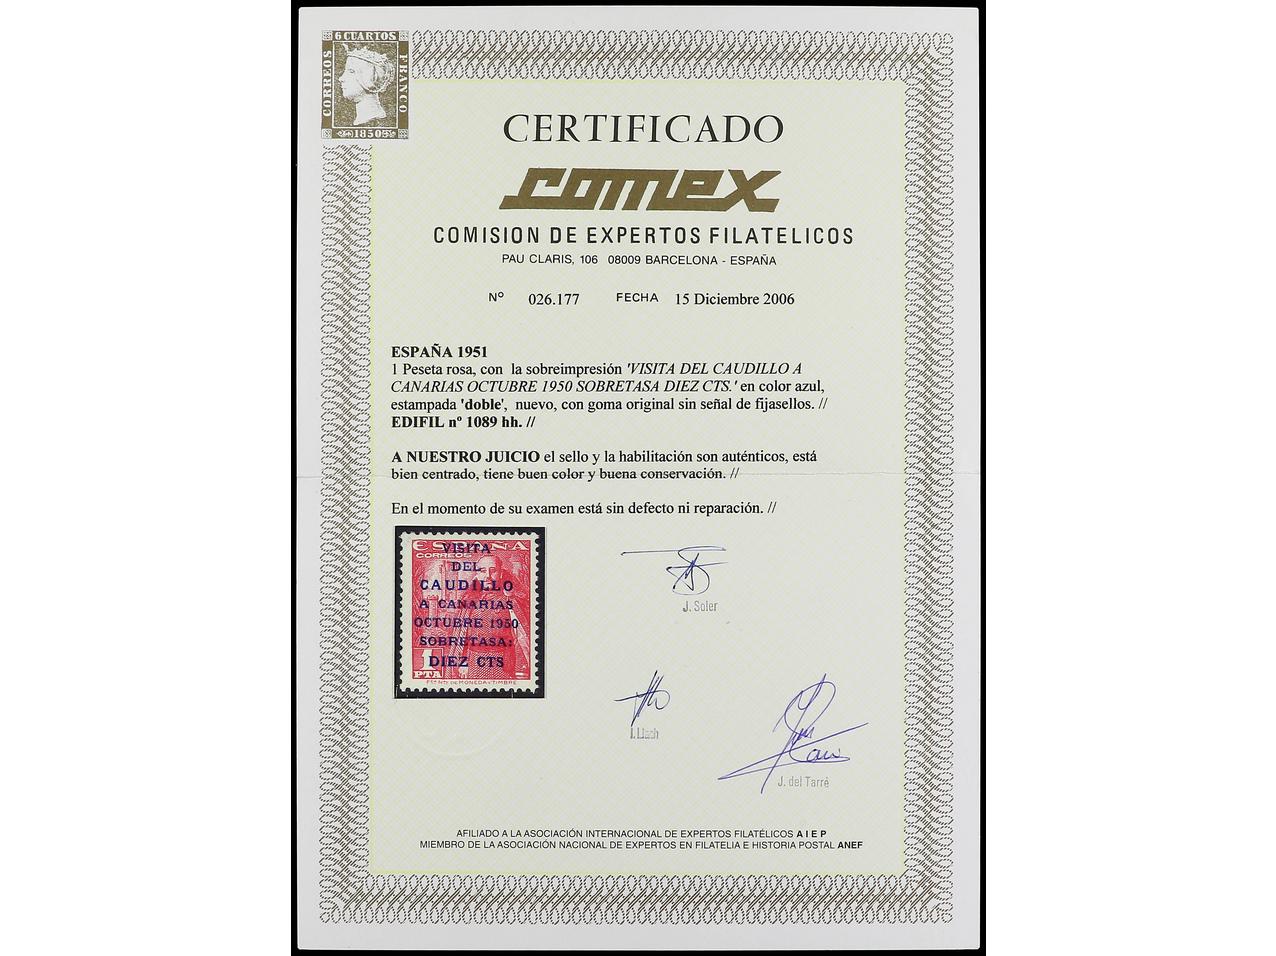 6 CUARTOS
CORREOS
FRANCO
1850
CERTIFICADO
comex
COMISION DE EXPERTOS FILATELICOS
PAU CLARIS, 106 08009 BARCELONA - ESPAÑA
Nº 026.177 FECHA 15 Diciembre 2006
ESPAÑA 1951
1 Peseta rosa, con la sobreimpresión 'VISITA DEL CAUDILLO A
CANARIAS OCTUBRE 1950 SOBRETASA DIEZ CTS.' en color azul,
estampada 'doble', nuevo, con goma original sin señal de fijasellos. //
EDIFIL nº 1089 hh. //
A NUESTRO JUICIO el sello y la habilitación son auténticos, está
bien centrado, tiene buen color y buena conservación. //
En el momento de su examen está sin defecto ni reparación. //
ESPAÑA
CORREOS
VISITA
DEL
CAUDILLO
A CANARIAS
OCTUBRE 1950
SOBRETASA:
DIEZ CTS
1
PTA
DE MONEDA Y TIMBRE
J. Soler
J. Llach
J. del Tarré
AFILIADO A LA ASOCIACIÓN INTERNACIONAL DE EXPERTOS FILATÉLICOS A I E P
MIEMBRO DE LA ASOCIACIÓN NACIONAL DE EXPERTOS EN FILATELIA E HISTORIA POSTAL ANEF